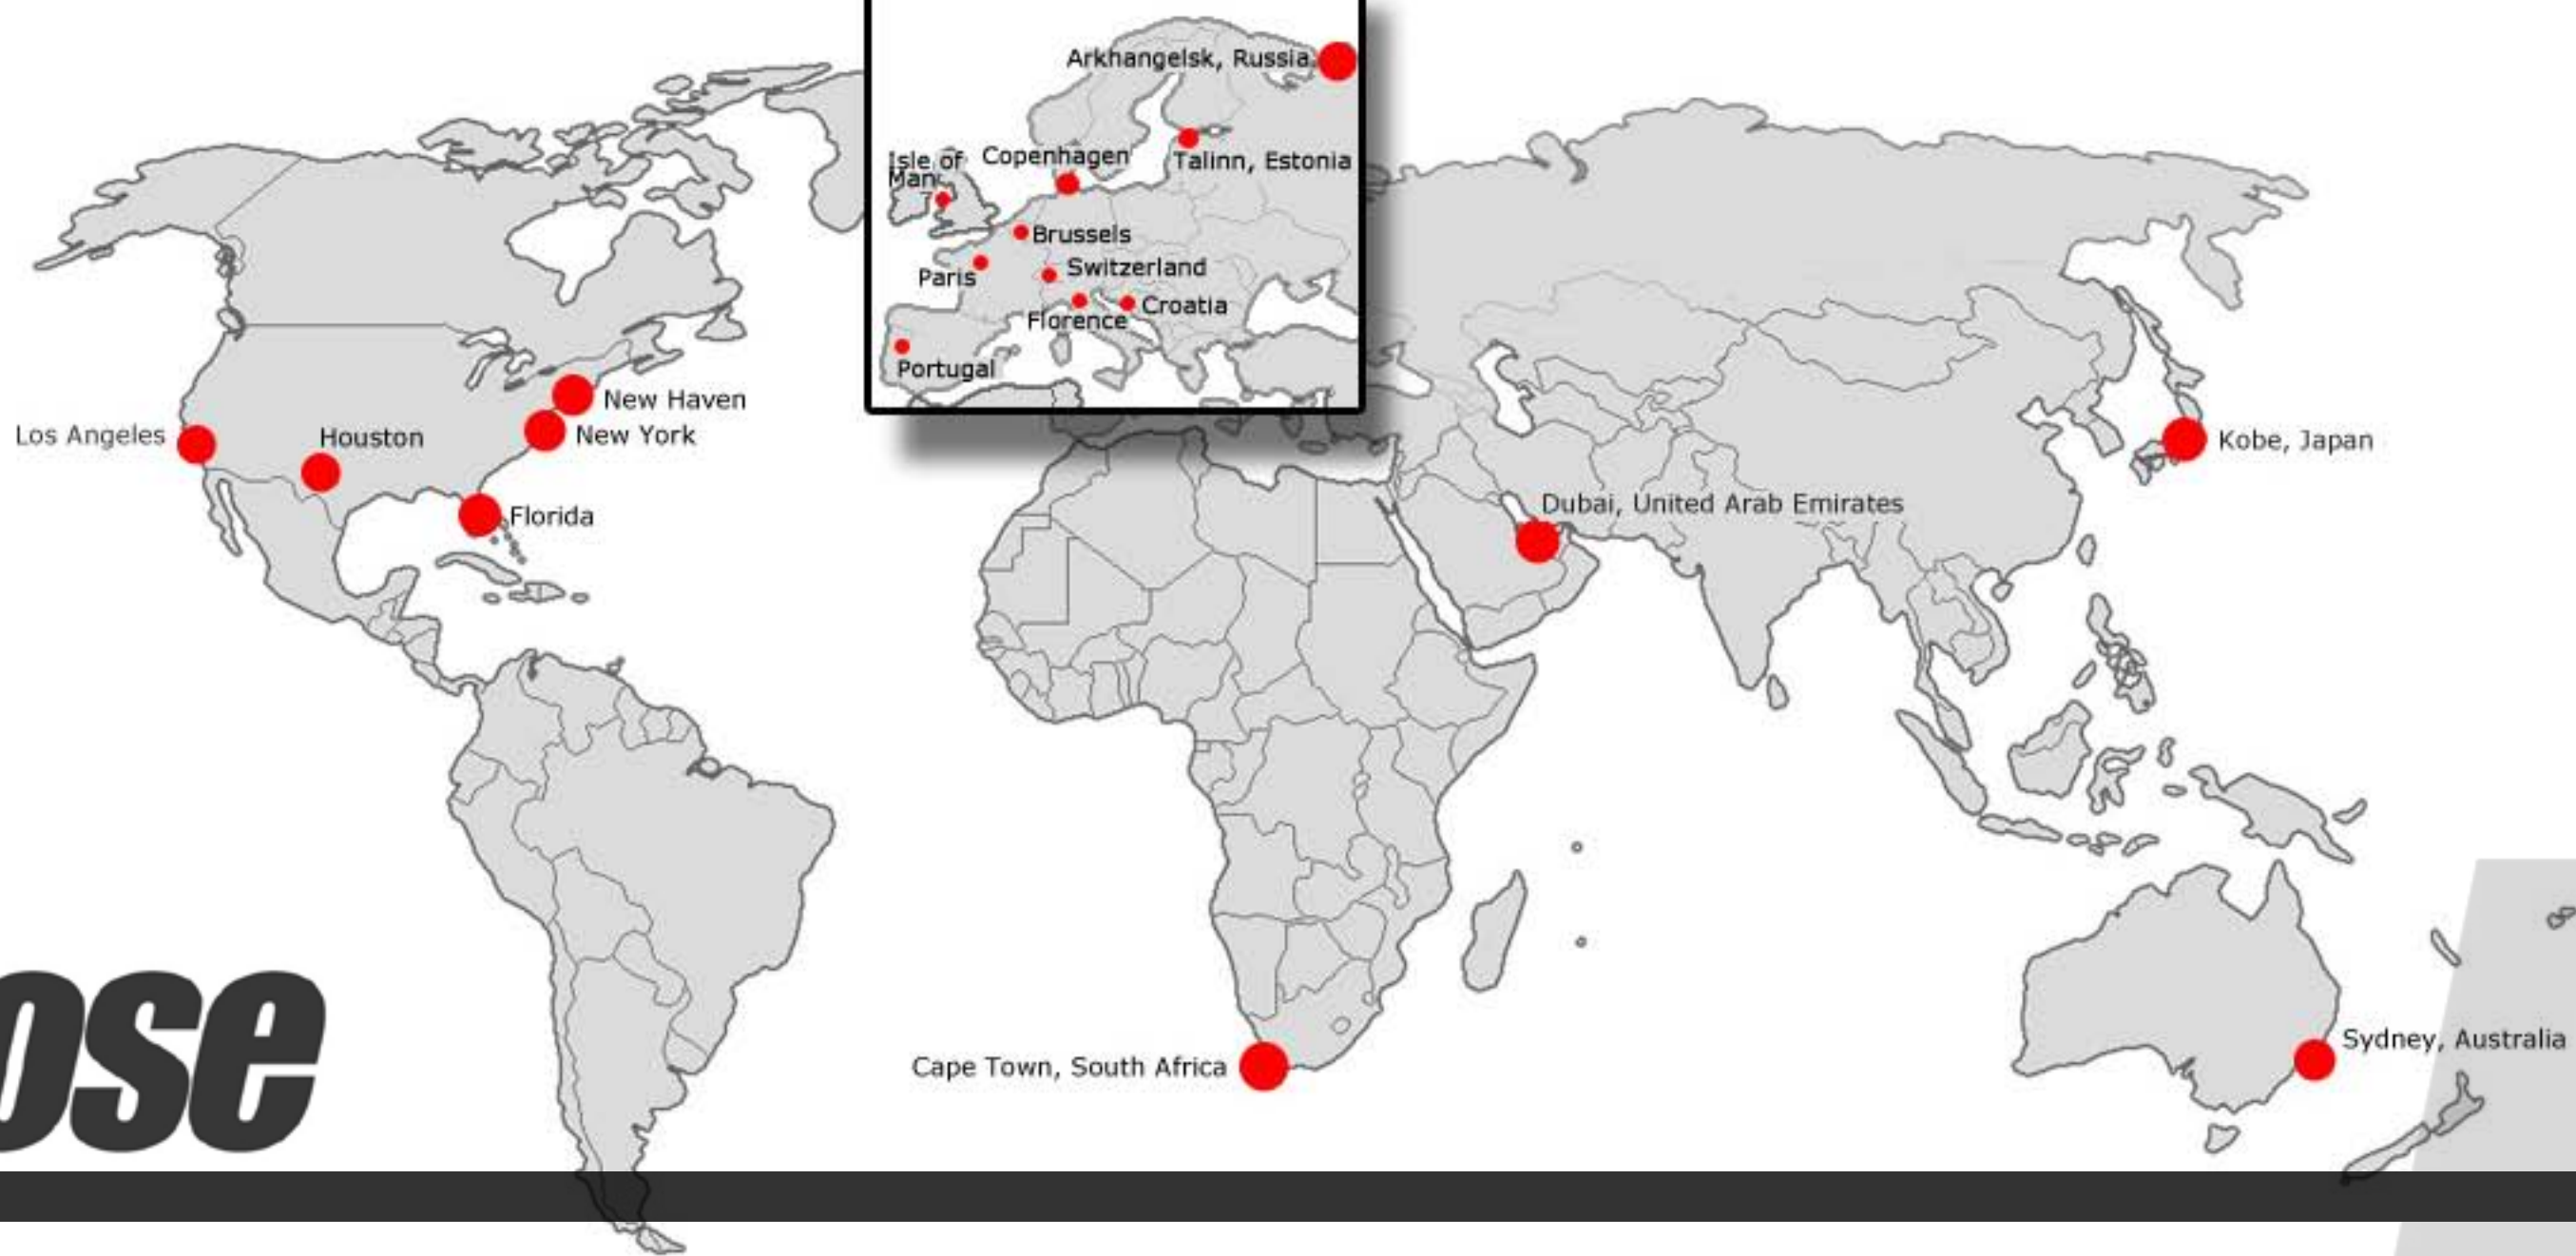 Arkhangelsk, Russia
Isle of
Man
Copenhagen
Talinn, Estonia
Brussels
Paris
Switzerland
Croatia
Florence
Portugal
New Haven
Los Angeles
Houston
New York
Florida
Kobe, Japan
Dubai, United Arab Emirates
Cape Town, South Africa
Sydney, Australia
ose